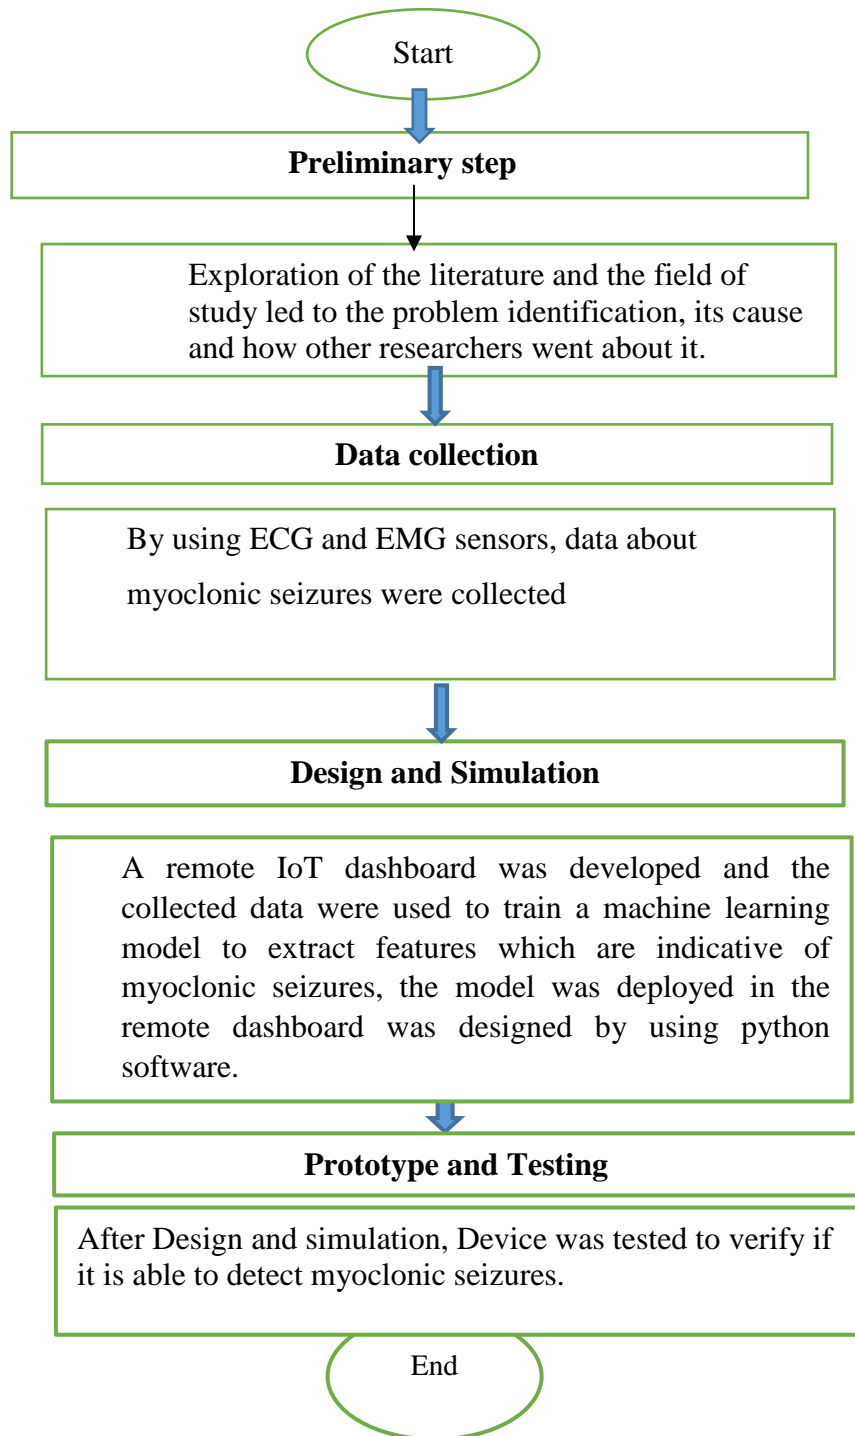 Start
Preliminary step
Exploration of the literature and the field of
study led to the problem identification, its cause
and how other researchers went about it.
Data collection
By using ECG and EMG sensors, data about
myoclonic seizures were collected
Design and Simulation
A remote IoT dashboard was developed and the
collected data were used to train a machine learning
model to extract features which are indicative of
myoclonic seizures, the model was deployed in the
remote dashboard was designed by using python
software.
Prototype and Testing
After Design and simulation, Device was tested to verify if
it is able to detect myoclonic seizures.
End